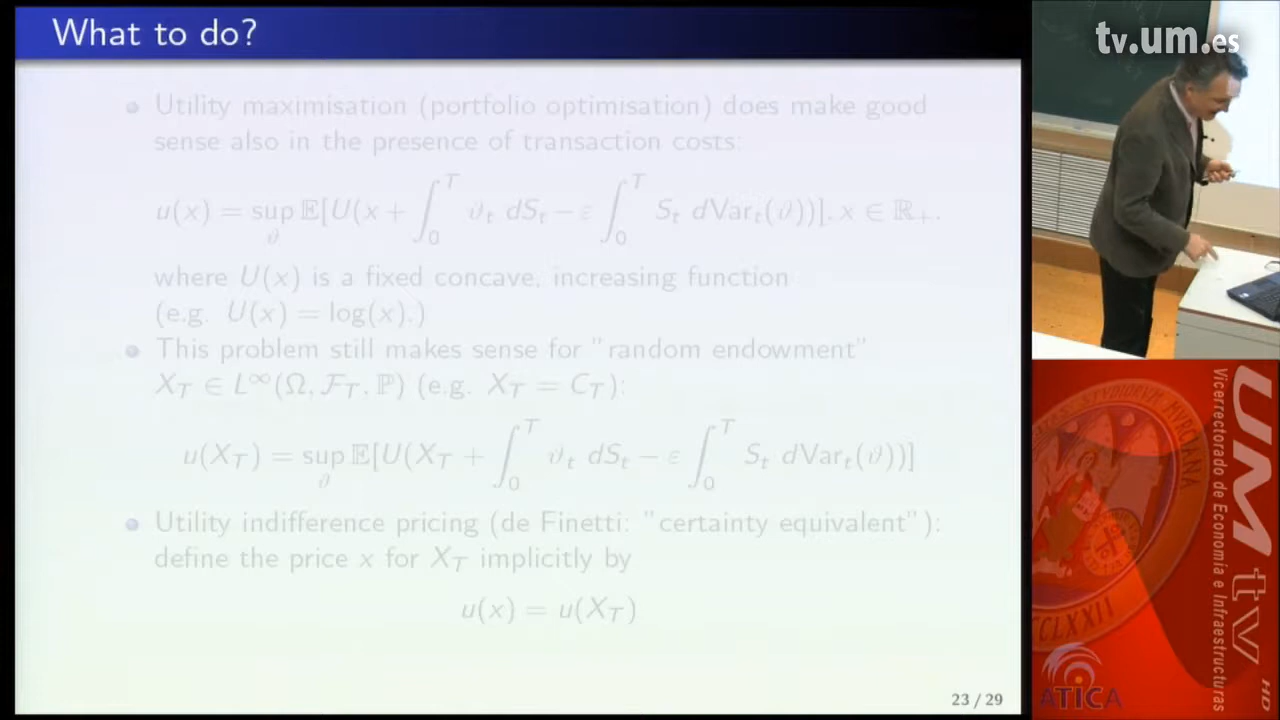 What to do?
Utility maximisation (portfolio optimisation) does make good
sense also in the presence of transaction costs:
u(x) = sup_ϑ 𝔼[U(x + ∫_0^T ϑ_t dS_t − ε ∫_0^T S_t dVar_t(ϑ))], x ∈ ℝ_+.
where U(x) is a fixed concave, increasing function
(e.g. U(x) = log(x).)
This problem still makes sense for "random endowment"
X_T ∈ L^∞(Ω, ℱ_T, ℙ) (e.g. X_T = C_T):
u(X_T) = sup_ϑ 𝔼[U(X_T + ∫_0^T ϑ_t dS_t − ε ∫_0^T S_t dVar_t(ϑ))]
Utility indifference pricing (de Finetti: "certainty equivalent"):
define the price x for X_T implicitly by
u(x) = u(X_T)
23 / 29
tv.um.es
UMtv
Vicerrectorado de Economía e Infraestructuras
HD
ATICA